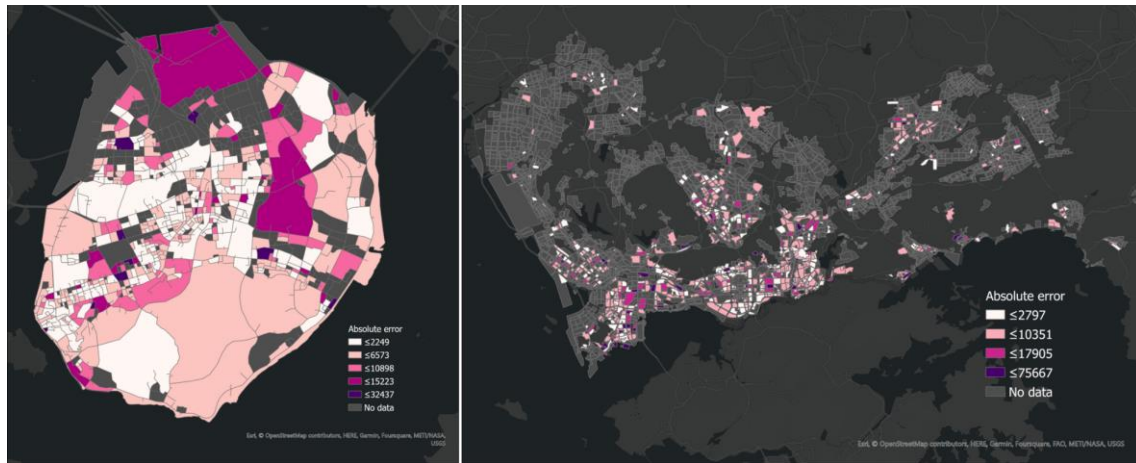 Absolute error
≤2249
≤6573
≤10898
≤15223
≤32437
No data
Esri, © OpenStreetMap contributors, HERE, Garmin, Foursquare, METI/NASA,
USGS
Absolute error
≤2797
≤10351
≤17905
≤75667
No data
Esri, © OpenStreetMap contributors, HERE, Garmin, Foursquare, FAO, METI/NASA, USGS